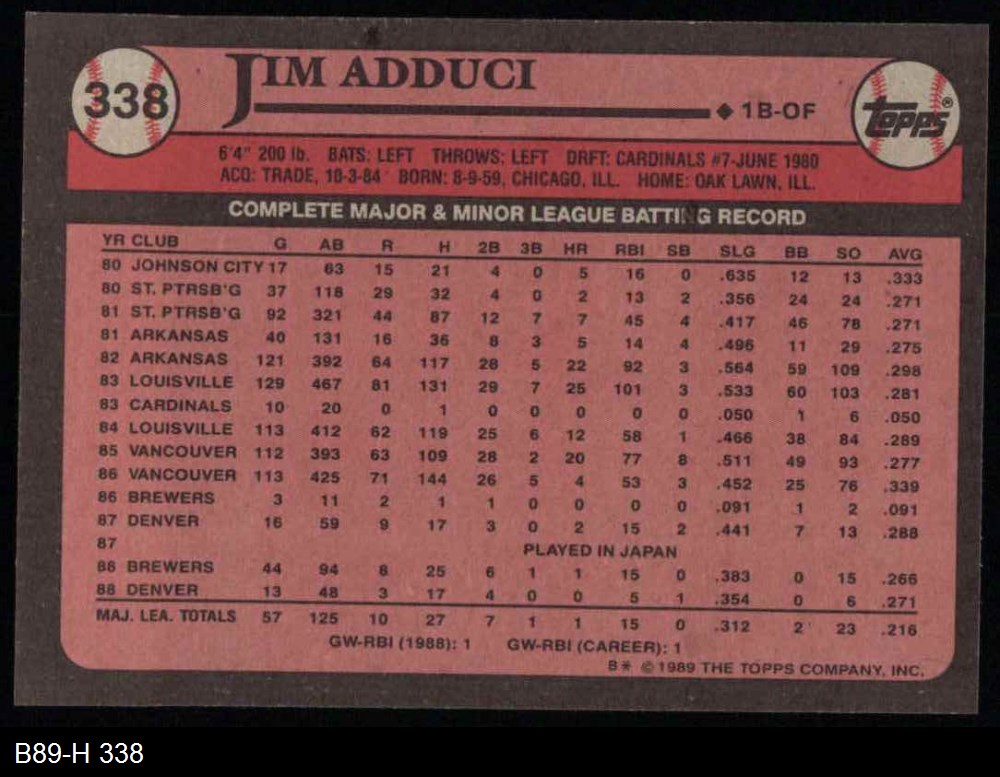 338
JIM ADDUCI
◆ 1B-OF
TOPPS®
6'4" 200 lb. BATS: LEFT THROWS: LEFT DRFT: CARDINALS #7-JUNE 1980
ACQ: TRADE, 10-3-84 BORN: 8-9-59, CHICAGO, ILL. HOME: OAK LAWN, ILL.
COMPLETE MAJOR & MINOR LEAGUE BATTING RECORD
YR CLUB G AB R H 2B 3B HR RBI SB SLG BB SO AVG
80 JOHNSON CITY 17 63 15 21 4 0 5 16 0 .635 12 13 .333
80 ST. PTRSB'G 37 118 29 32 4 0 2 13 2 .356 24 24 .271
81 ST. PTRSB'G 92 321 44 87 12 7 7 45 4 .417 46 78 .271
81 ARKANSAS 40 131 16 36 8 3 5 14 4 .496 11 29 .275
82 ARKANSAS 121 392 64 117 28 5 22 92 3 .564 59 109 .298
83 LOUISVILLE 129 467 81 131 29 7 25 101 3 .533 60 103 .281
83 CARDINALS 10 20 0 1 0 0 0 0 0 .050 1 6 .050
84 LOUISVILLE 113 412 62 119 25 6 12 58 1 .466 38 84 .289
85 VANCOUVER 112 393 63 109 28 2 20 77 8 .511 49 93 .277
86 VANCOUVER 113 425 71 144 26 5 4 53 3 .452 25 76 .339
86 BREWERS 3 11 2 1 1 0 0 0 0 .091 1 2 .091
87 DENVER 16 59 9 17 3 0 2 15 2 .441 7 13 .288
87 PLAYED IN JAPAN
88 BREWERS 44 94 8 25 6 1 1 15 0 .383 0 15 .266
88 DENVER 13 48 3 17 4 0 0 5 1 .354 0 6 .271
MAJ. LEA. TOTALS 57 125 10 27 7 1 1 15 0 .312 2 23 .216
GW-RBI (1988): 1 GW-RBI (CAREER): 1
B* © 1989 THE TOPPS COMPANY, INC.
B89-H 338